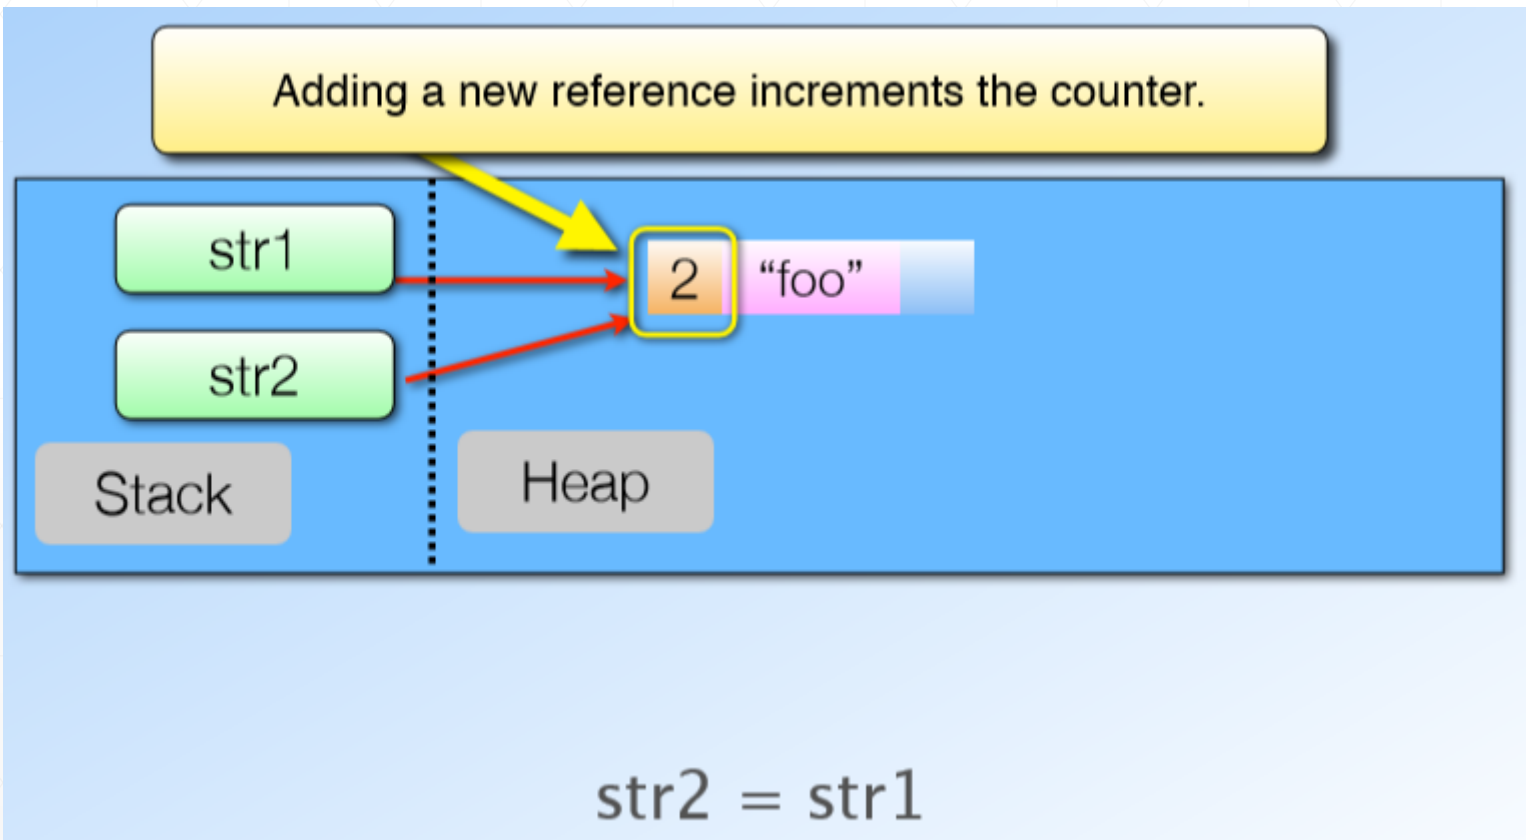 Adding a new reference increments the counter.
str1
2 “foo”
str2
Stack
Heap
str2 = str1